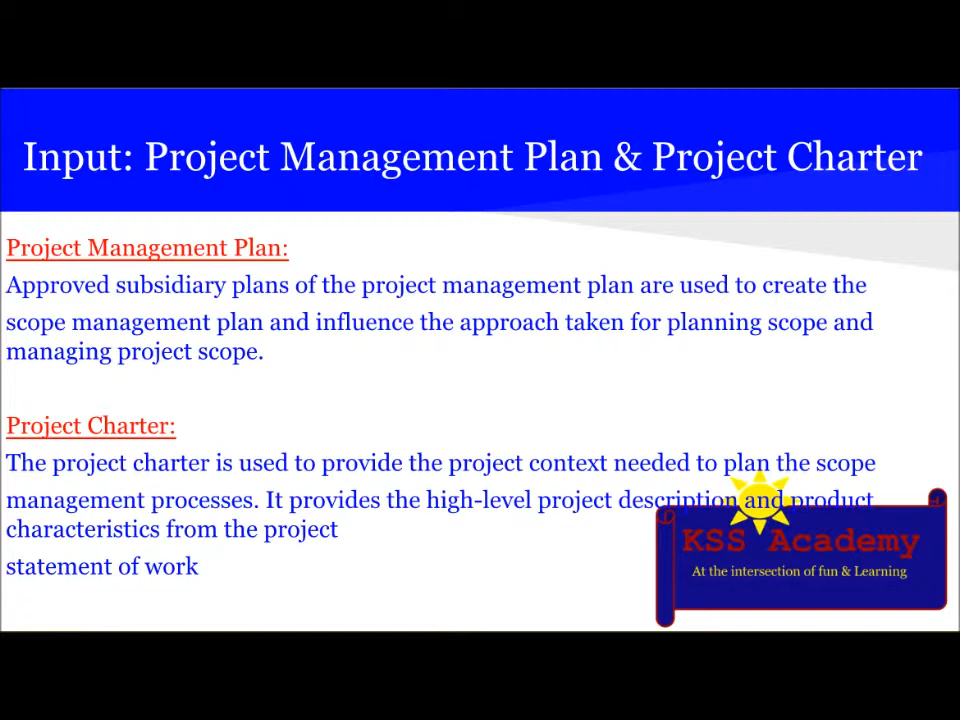 Input: Project Management Plan & Project Charter
Project Management Plan:
Approved subsidiary plans of the project management plan are used to create the
scope management plan and influence the approach taken for planning scope and
managing project scope.
Project Charter:
The project charter is used to provide the project context needed to plan the scope
management processes. It provides the high-level project description and product
characteristics from the project
statement of work
KSS Academy
At the intersection of fun & Learning